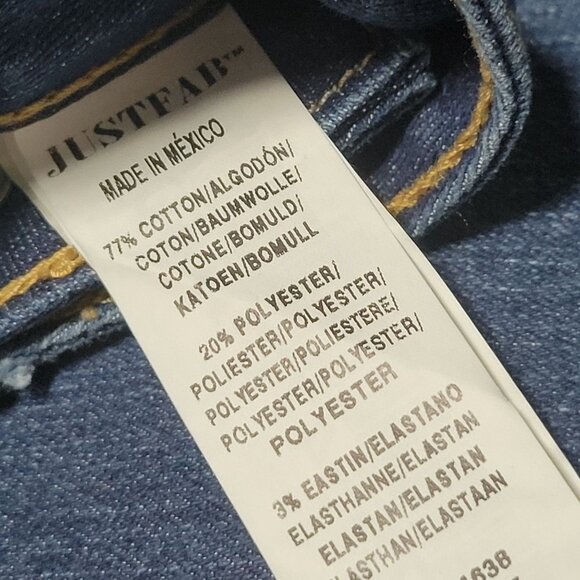 JUSTFAB™
MADE IN MÉXICO
77% COTTON/ALGODÓN/
COTON/BAUMWOLLE/
COTONE/BOMULD/
KATOEN/BOMULL
20% POLYESTER/
POLIESTER/POLYESTER/
POLYESTER/POLIESTERE/
POLYESTER/POLYESTER/
POLYESTER
3% EASTIN/ELASTANO
ELASTHANNE/ELASTAN
ELASTAN/ELASTAN
ELASTHAN/ELASTAAN
1638